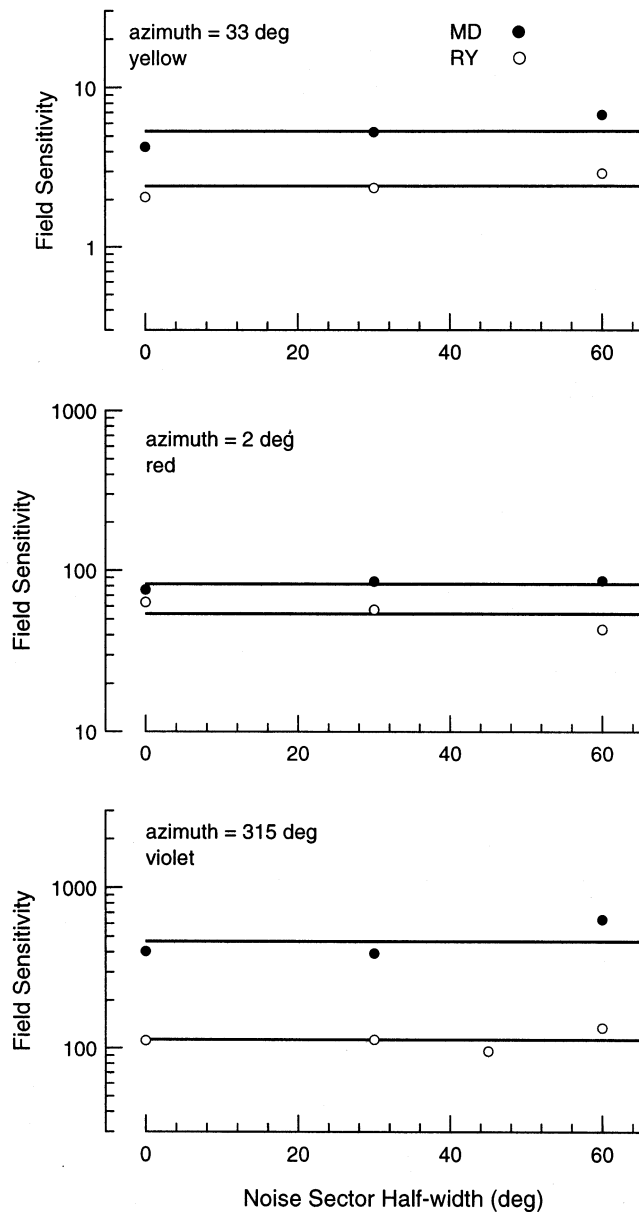 azimuth = 33 deg
yellow
MD
RY
Field Sensitivity
10
1
0
20
40
60
azimuth = 2 deg
red
Field Sensitivity
1000
100
10
0
20
40
60
azimuth = 315 deg
violet
Field Sensitivity
1000
100
0
20
40
60
Noise Sector Half-width (deg)